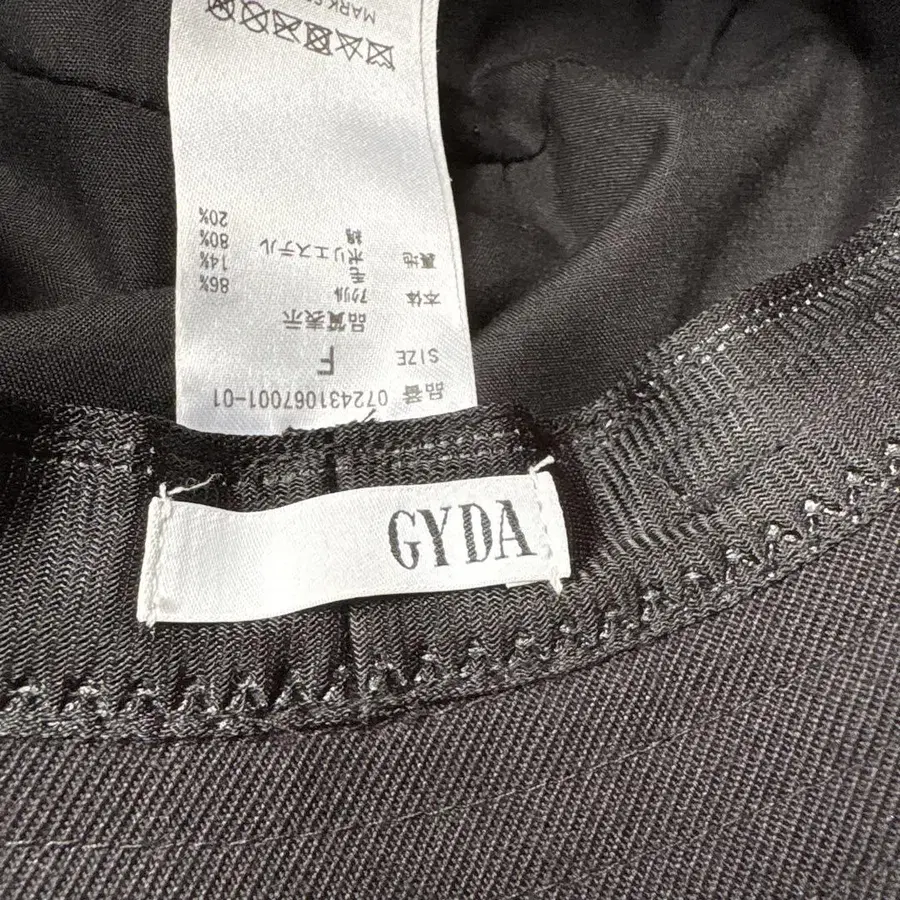 品番 072431067001-01
SIZE F
品質表示
本体 アクリル 86%
毛 14%
裏地 ポリエステル 80%
綿 20%
MARK
GYDA